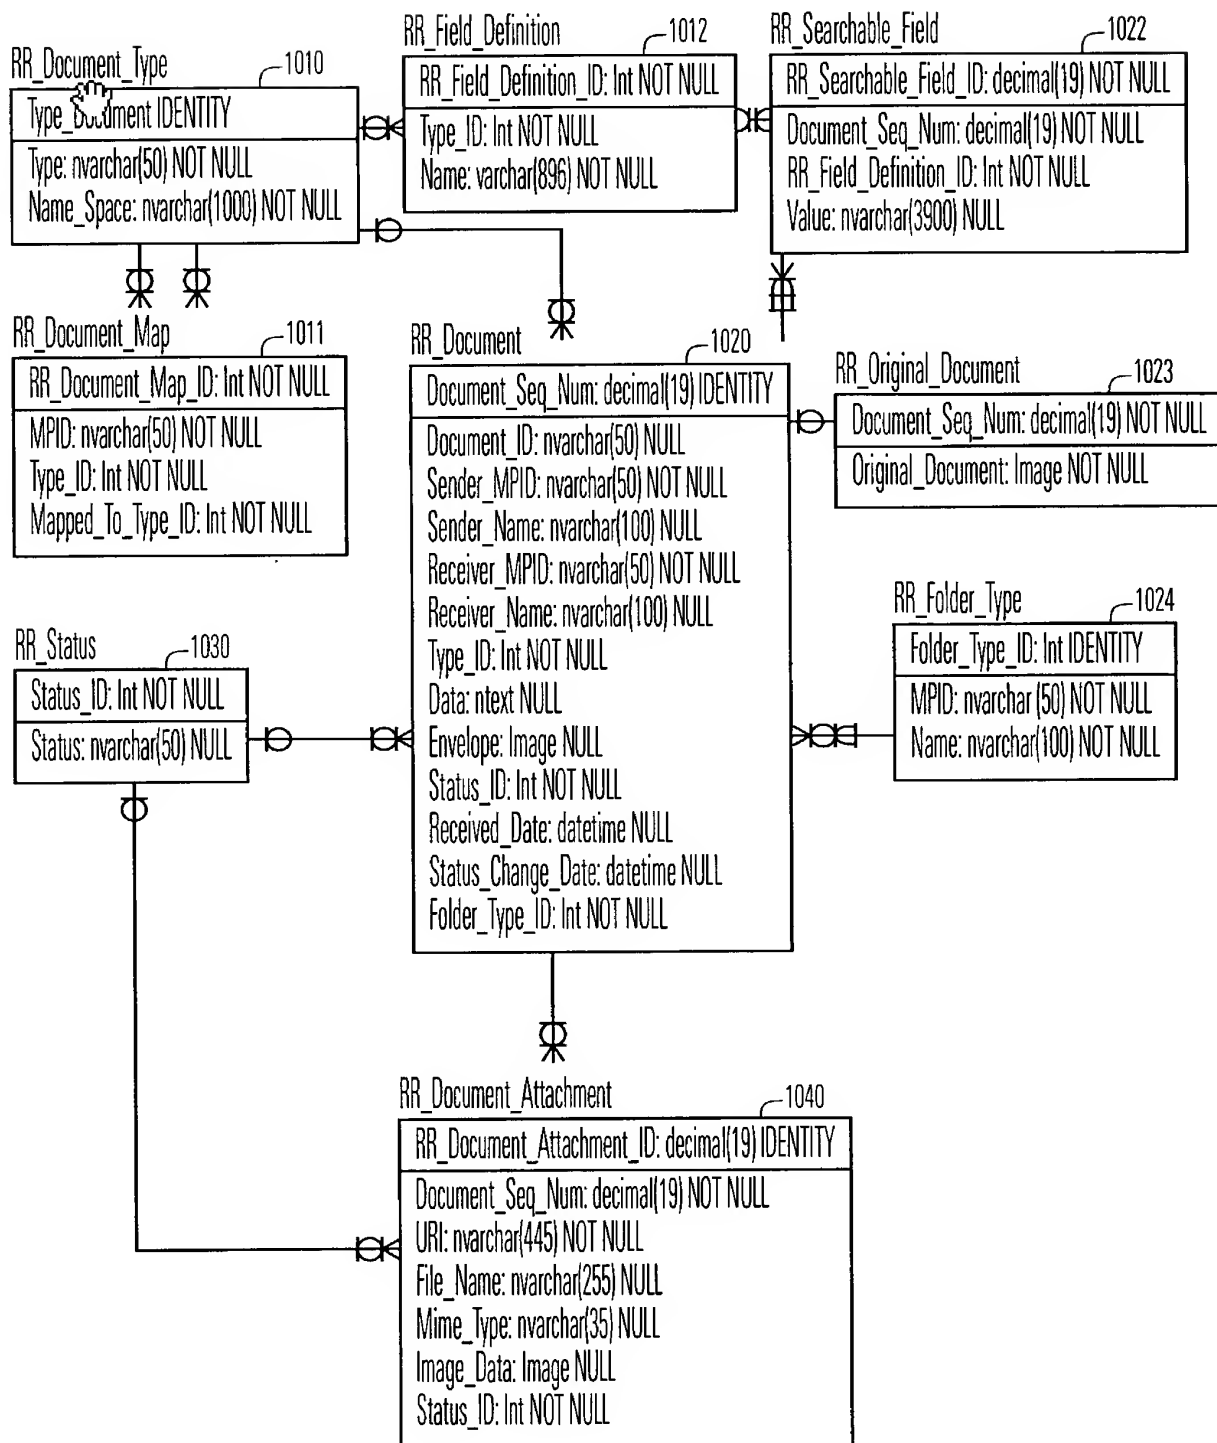 RR_Document_Type
1010
Type_Document IDENTITY
Type: nvarchar(50) NOT NULL
Name_Space: nvarchar(1000) NOT NULL
RR_Field_Definition
1012
RR_Field_Definition_ID: Int NOT NULL
Type_ID: Int NOT NULL
Name: varchar(896) NOT NULL
RR_Searchable_Field
1022
RR_Searchable_Field_ID: decimal(19) NOT NULL
Document_Seq_Num: decimal(19) NOT NULL
RR_Field_Definition_ID: Int NOT NULL
Value: nvarchar(3900) NULL
RR_Document_Map
1011
RR_Document_Map_ID: Int NOT NULL
MPID: nvarchar(50) NOT NULL
Type_ID: Int NOT NULL
Mapped_To_Type_ID: Int NOT NULL
RR_Document
1020
Document_Seq_Num: decimal(19) IDENTITY
Document_ID: nvarchar(50) NULL
Sender_MPID: nvarchar(50) NOT NULL
Sender_Name: nvarchar(100) NULL
Receiver_MPID: nvarchar(50) NOT NULL
Receiver_Name: nvarchar(100) NULL
Type_ID: Int NOT NULL
Data: ntext NULL
Envelope: Image NULL
Status_ID: Int NOT NULL
Received_Date: datetime NULL
Status_Change_Date: datetime NULL
Folder_Type_ID: Int NOT NULL
RR_Original_Document
1023
Document_Seq_Num: decimal(19) NOT NULL
Original_Document: Image NOT NULL
RR_Folder_Type
1024
Folder_Type_ID: Int IDENTITY
MPID: nvarchar (50) NOT NULL
Name: nvarchar(100) NOT NULL
RR_Status
1030
Status_ID: Int NOT NULL
Status: nvarchar(50) NULL
RR_Document_Attachment
1040
RR_Document_Attachment_ID: decimal(19) IDENTITY
Document_Seq_Num: decimal(19) NOT NULL
URI: nvarchar(445) NOT NULL
File_Name: nvarchar(255) NULL
Mime_Type: nvarchar(35) NULL
Image_Data: Image NULL
Status_ID: Int NOT NULL